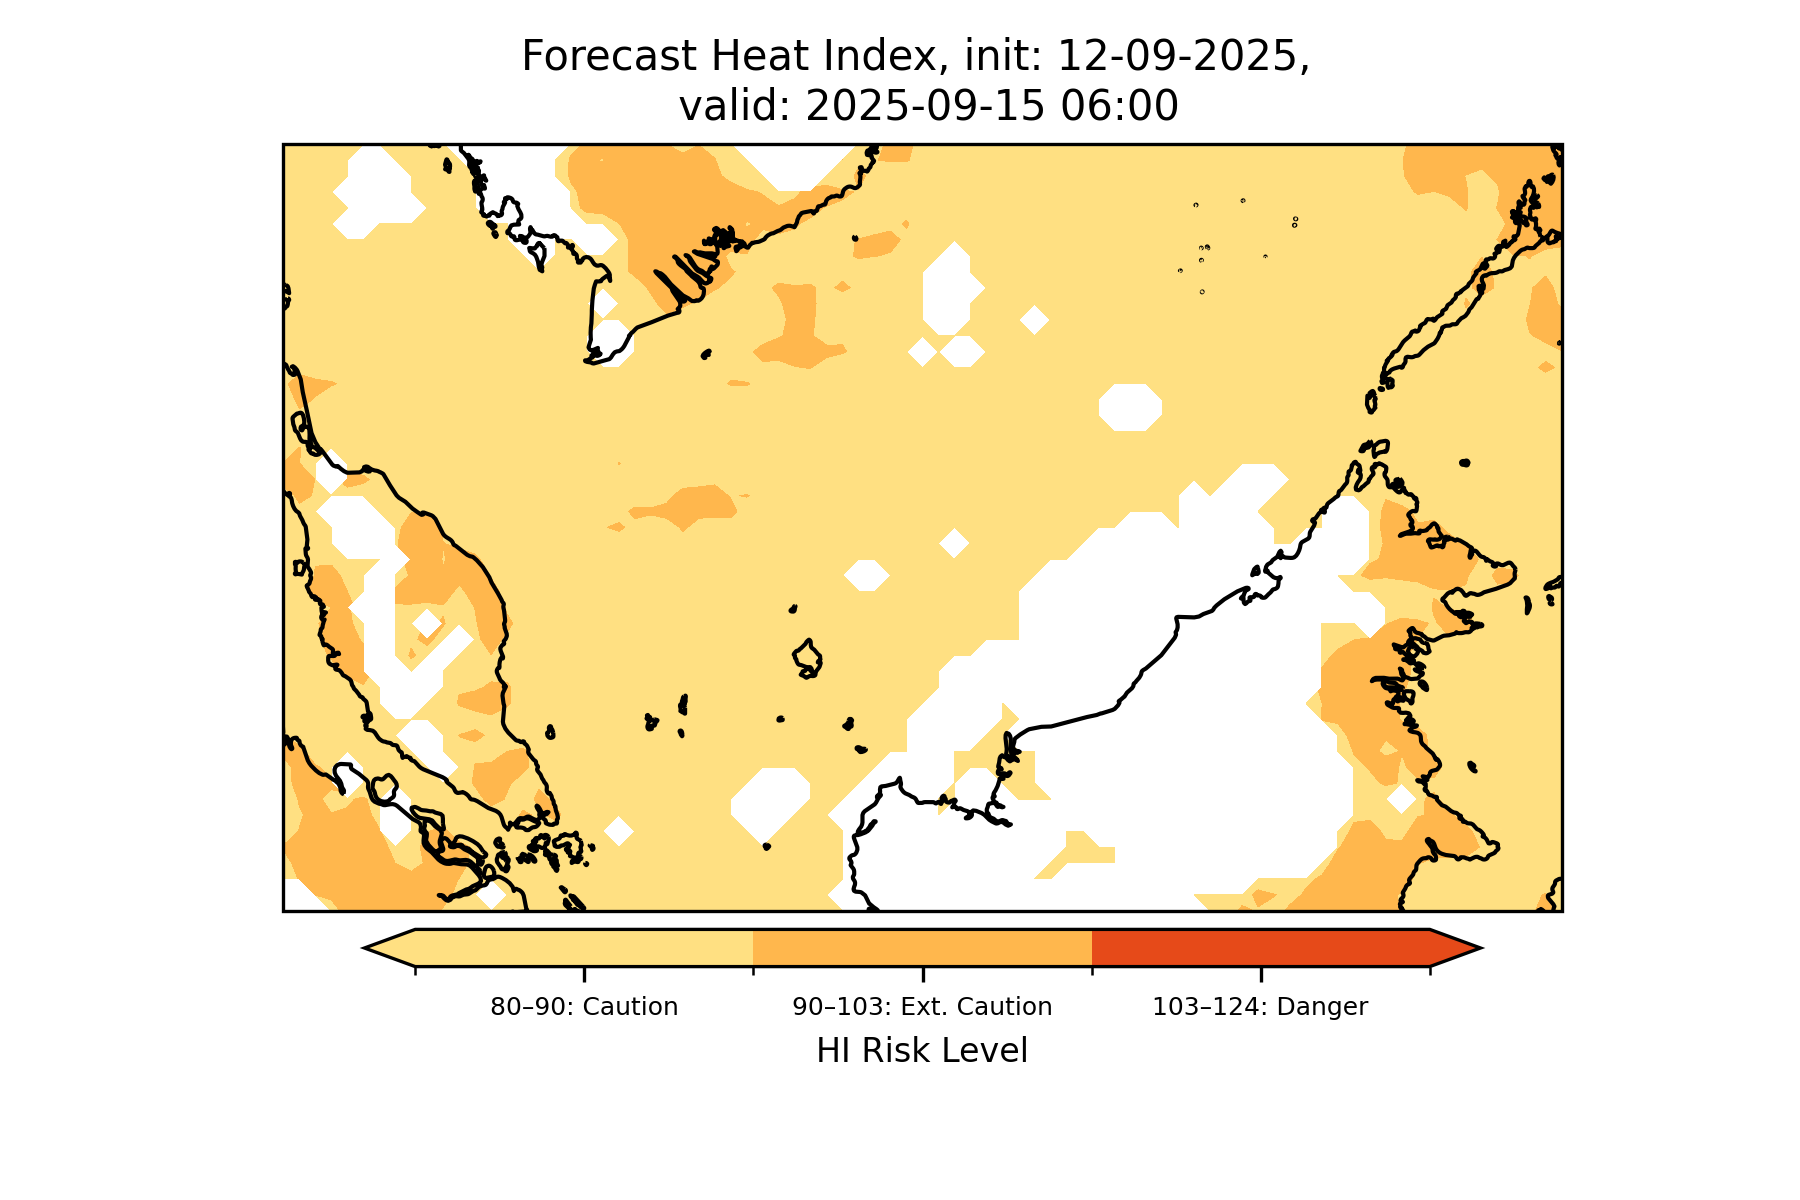 Forecast Heat Index, init: 12-09-2025,
valid: 2025-09-15 06:00
80–90: Caution
90–103: Ext. Caution
103–124: Danger
HI Risk Level